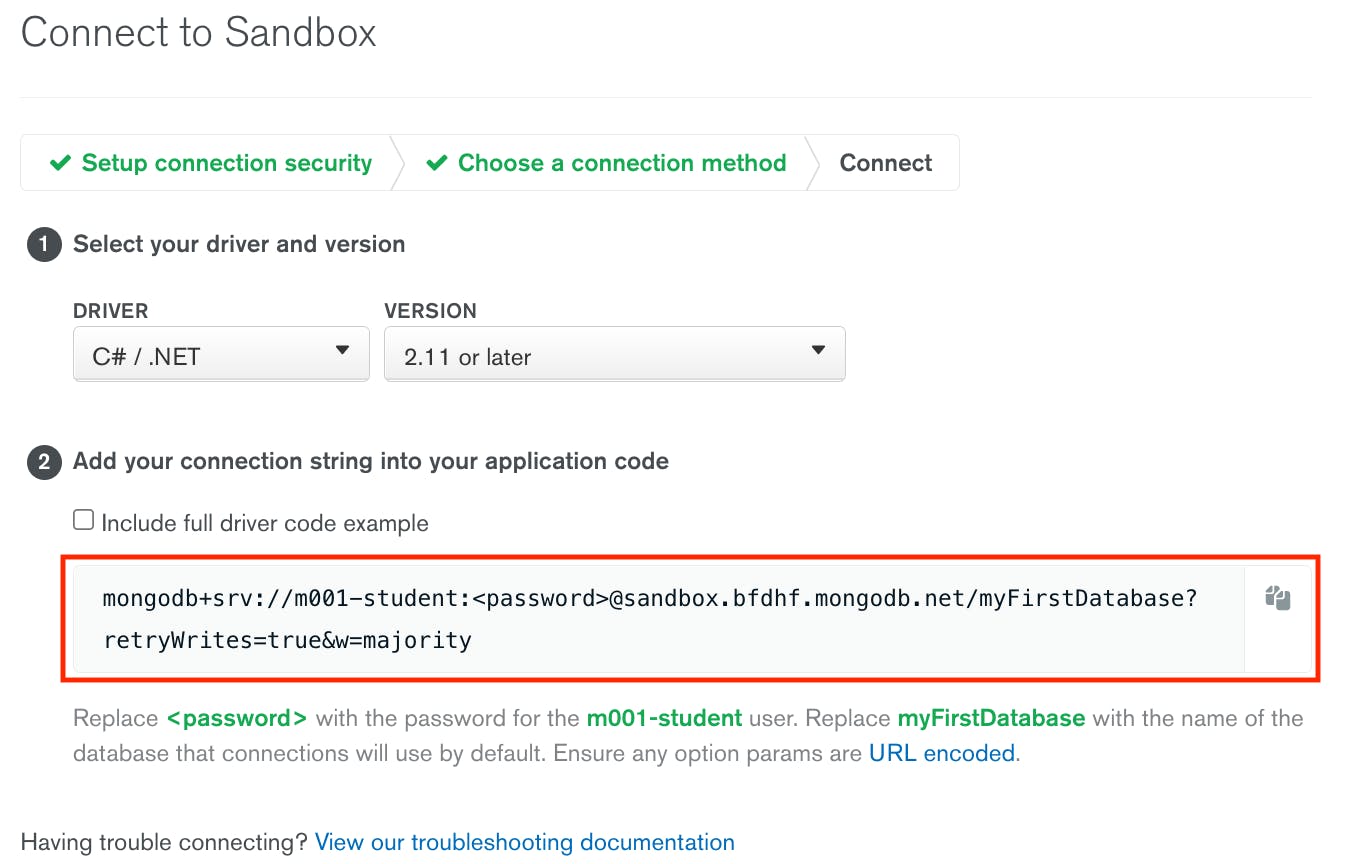 Connect to Sandbox
Setup connection security
Choose a connection method
Connect
1 Select your driver and version
DRIVER
VERSION
C# / .NET
2.11 or later
2 Add your connection string into your application code
Include full driver code example
mongodb+srv://m001-student:<password>@sandbox.bfdhf.mongodb.net/myFirstDatabase?
retryWrites=true&w=majority
Replace <password> with the password for the m001-student user. Replace myFirstDatabase with the name of the
database that connections will use by default. Ensure any option params are URL encoded.
Having trouble connecting? View our troubleshooting documentation